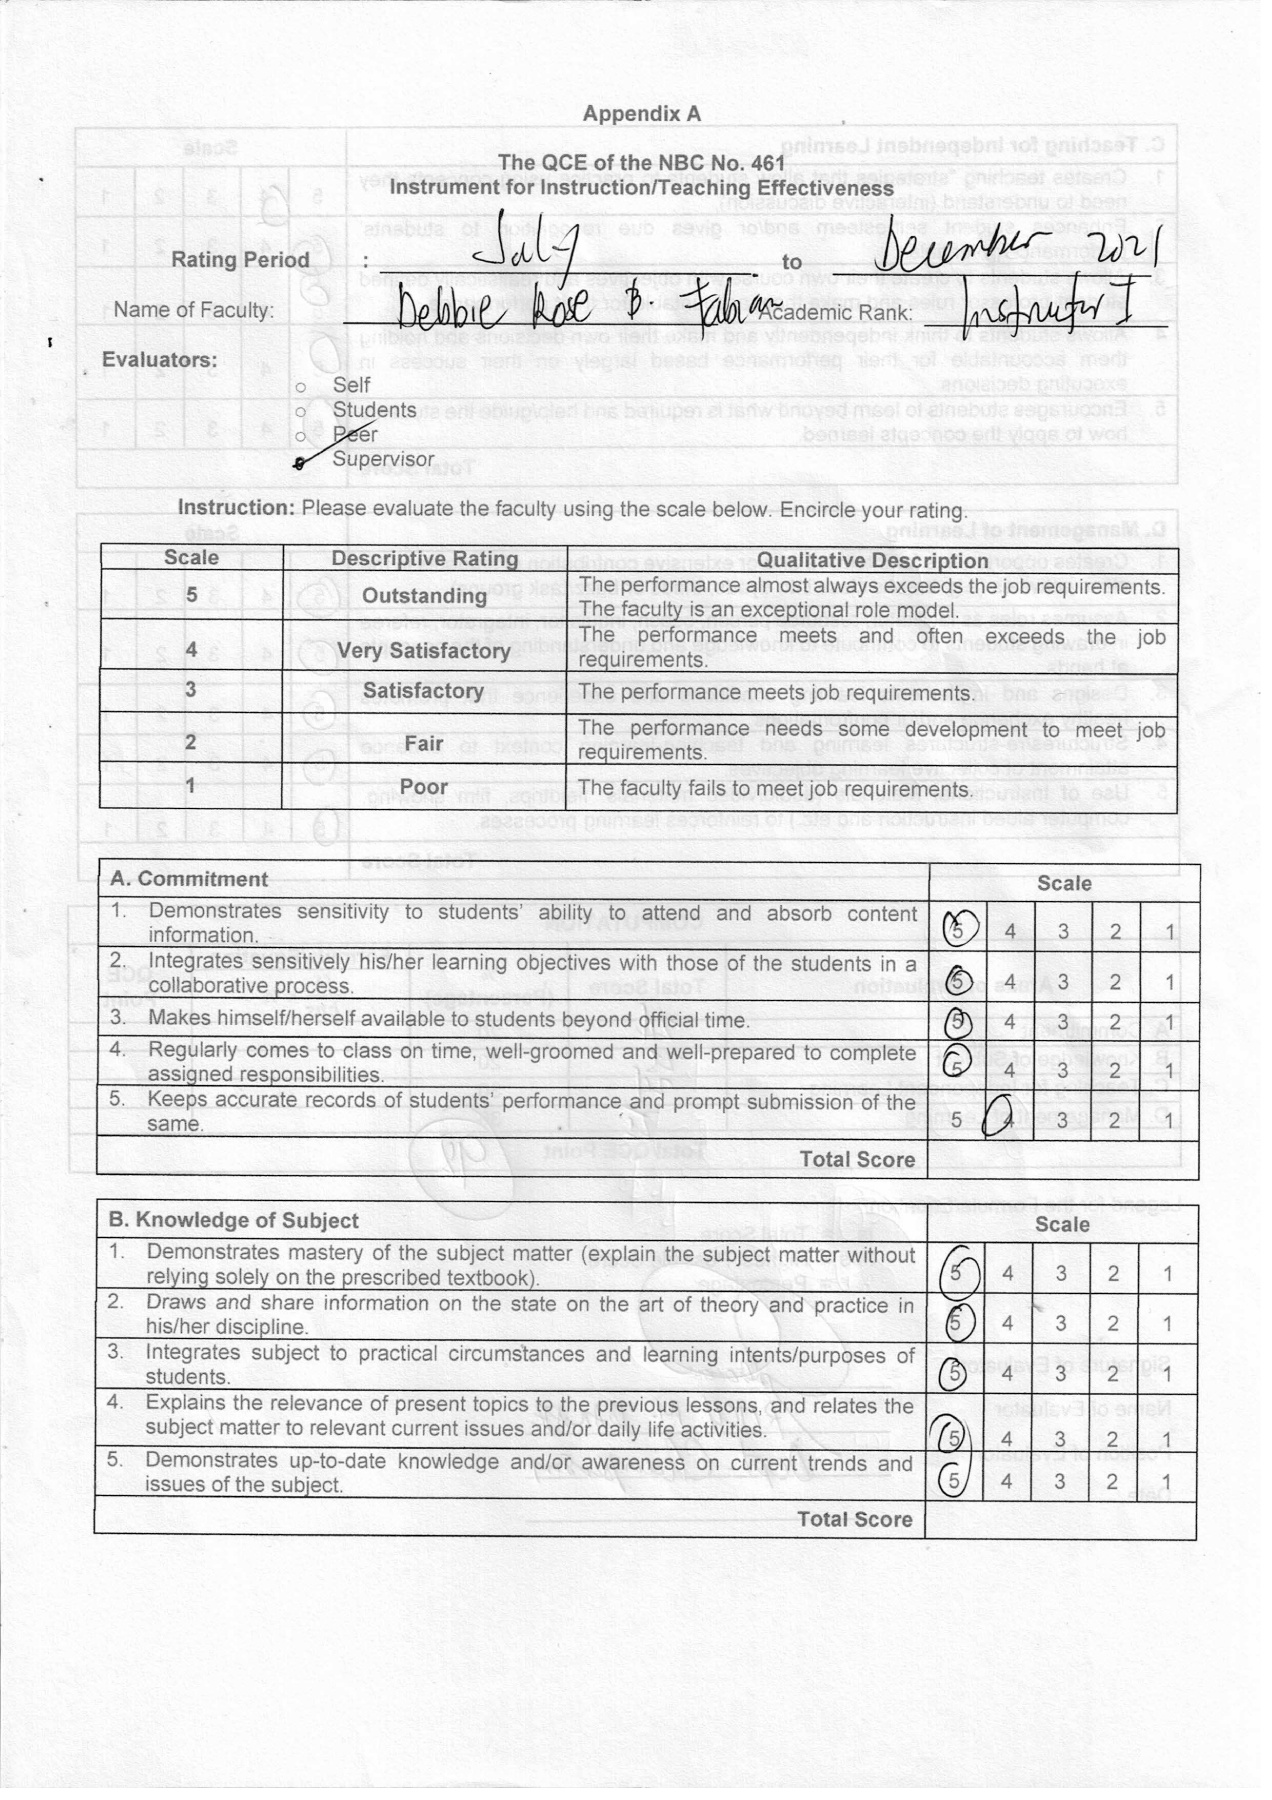 Appendix A
The QCE of the NBC No. 461
Instrument for Instruction/Teaching Effectiveness
Rating Period : July to December 2021
Name of Faculty: Debbie Rose B. Fabian Academic Rank: Instructor I
Evaluators:
Self
Students
Peer
Supervisor
Instruction: Please evaluate the faculty using the scale below. Encircle your rating.
Scale Descriptive Rating Qualitative Description
5 Outstanding The performance almost always exceeds the job requirements.
The faculty is an exceptional role model.
4 Very Satisfactory The performance meets and often exceeds the job
requirements.
3 Satisfactory The performance meets job requirements.
2 Fair The performance needs some development to meet job
requirements.
1 Poor The faculty fails to meet job requirements.
A. Commitment Scale
1. Demonstrates sensitivity to students' ability to attend and absorb content
information. 5 4 3 2 1
2. Integrates sensitively his/her learning objectives with those of the students in a
collaborative process. 5 4 3 2 1
3. Makes himself/herself available to students beyond official time. 5 4 3 2 1
4. Regularly comes to class on time, well-groomed and well-prepared to complete
assigned responsibilities. 5 4 3 2 1
5. Keeps accurate records of students' performance and prompt submission of the
same. 5 4 3 2 1
Total Score
B. Knowledge of Subject Scale
1. Demonstrates mastery of the subject matter (explain the subject matter without
relying solely on the prescribed textbook). 5 4 3 2 1
2. Draws and share information on the state on the art of theory and practice in
his/her discipline. 5 4 3 2 1
3. Integrates subject to practical circumstances and learning intents/purposes of
students. 5 4 3 2 1
4. Explains the relevance of present topics to the previous lessons, and relates the
subject matter to relevant current issues and/or daily life activities. 5 4 3 2 1
5. Demonstrates up-to-date knowledge and/or awareness on current trends and
issues of the subject. 5 4 3 2 1
Total Score